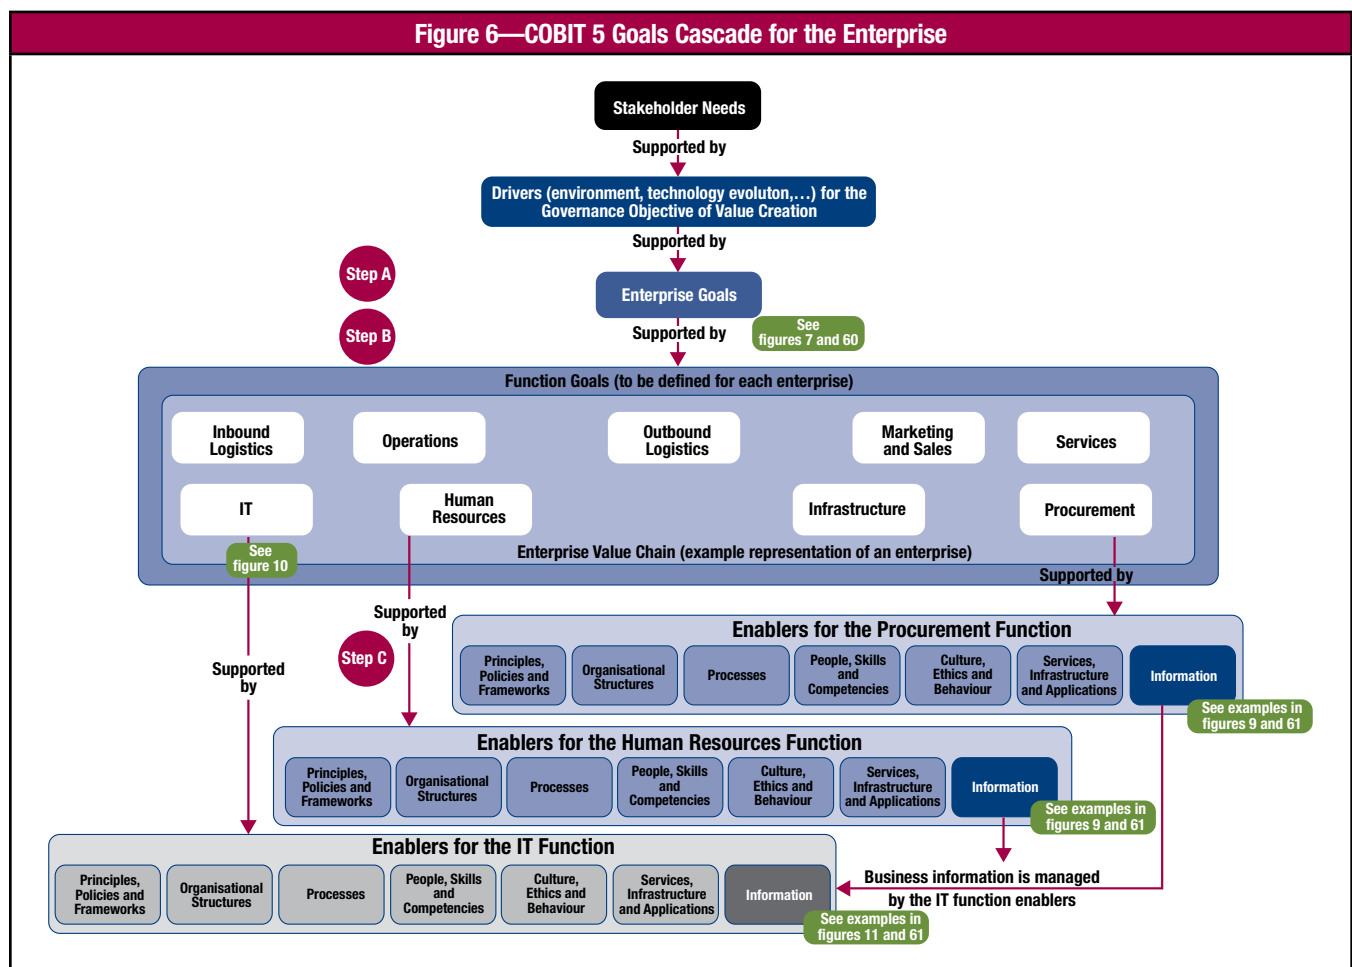 Figure 6—COBIT 5 Goals Cascade for the Enterprise
Stakeholder Needs
Supported by
Drivers (environment, technology evoluton,…) for the
Governance Objective of Value Creation
Supported by
Step A
Enterprise Goals
Step B
Supported by
See
figures 7 and 60
Function Goals (to be defined for each enterprise)
Inbound
Logistics
Operations
Outbound
Logistics
Marketing
and Sales
Services
IT
Human
Resources
Infrastructure
Procurement
See
figure 10
Enterprise Value Chain (example representation of an enterprise)
Supported by
Supported
by
Step C
Supported
by
Enablers for the Procurement Function
Principles,
Policies and
Frameworks
Organisational
Structures
Processes
People, Skills
and
Competencies
Culture,
Ethics and
Behaviour
Services,
Infrastructure
and Applications
Information
See examples in
figures 9 and 61
Enablers for the Human Resources Function
Principles,
Policies and
Frameworks
Organisational
Structures
Processes
People, Skills
and
Competencies
Culture,
Ethics and
Behaviour
Services,
Infrastructure
and Applications
Information
See examples in
figures 9 and 61
Enablers for the IT Function
Principles,
Policies and
Frameworks
Organisational
Structures
Processes
People, Skills
and
Competencies
Culture,
Ethics and
Behaviour
Services,
Infrastructure
and Applications
Information
See examples in
figures 11 and 61
Business information is managed
by the IT function enablers